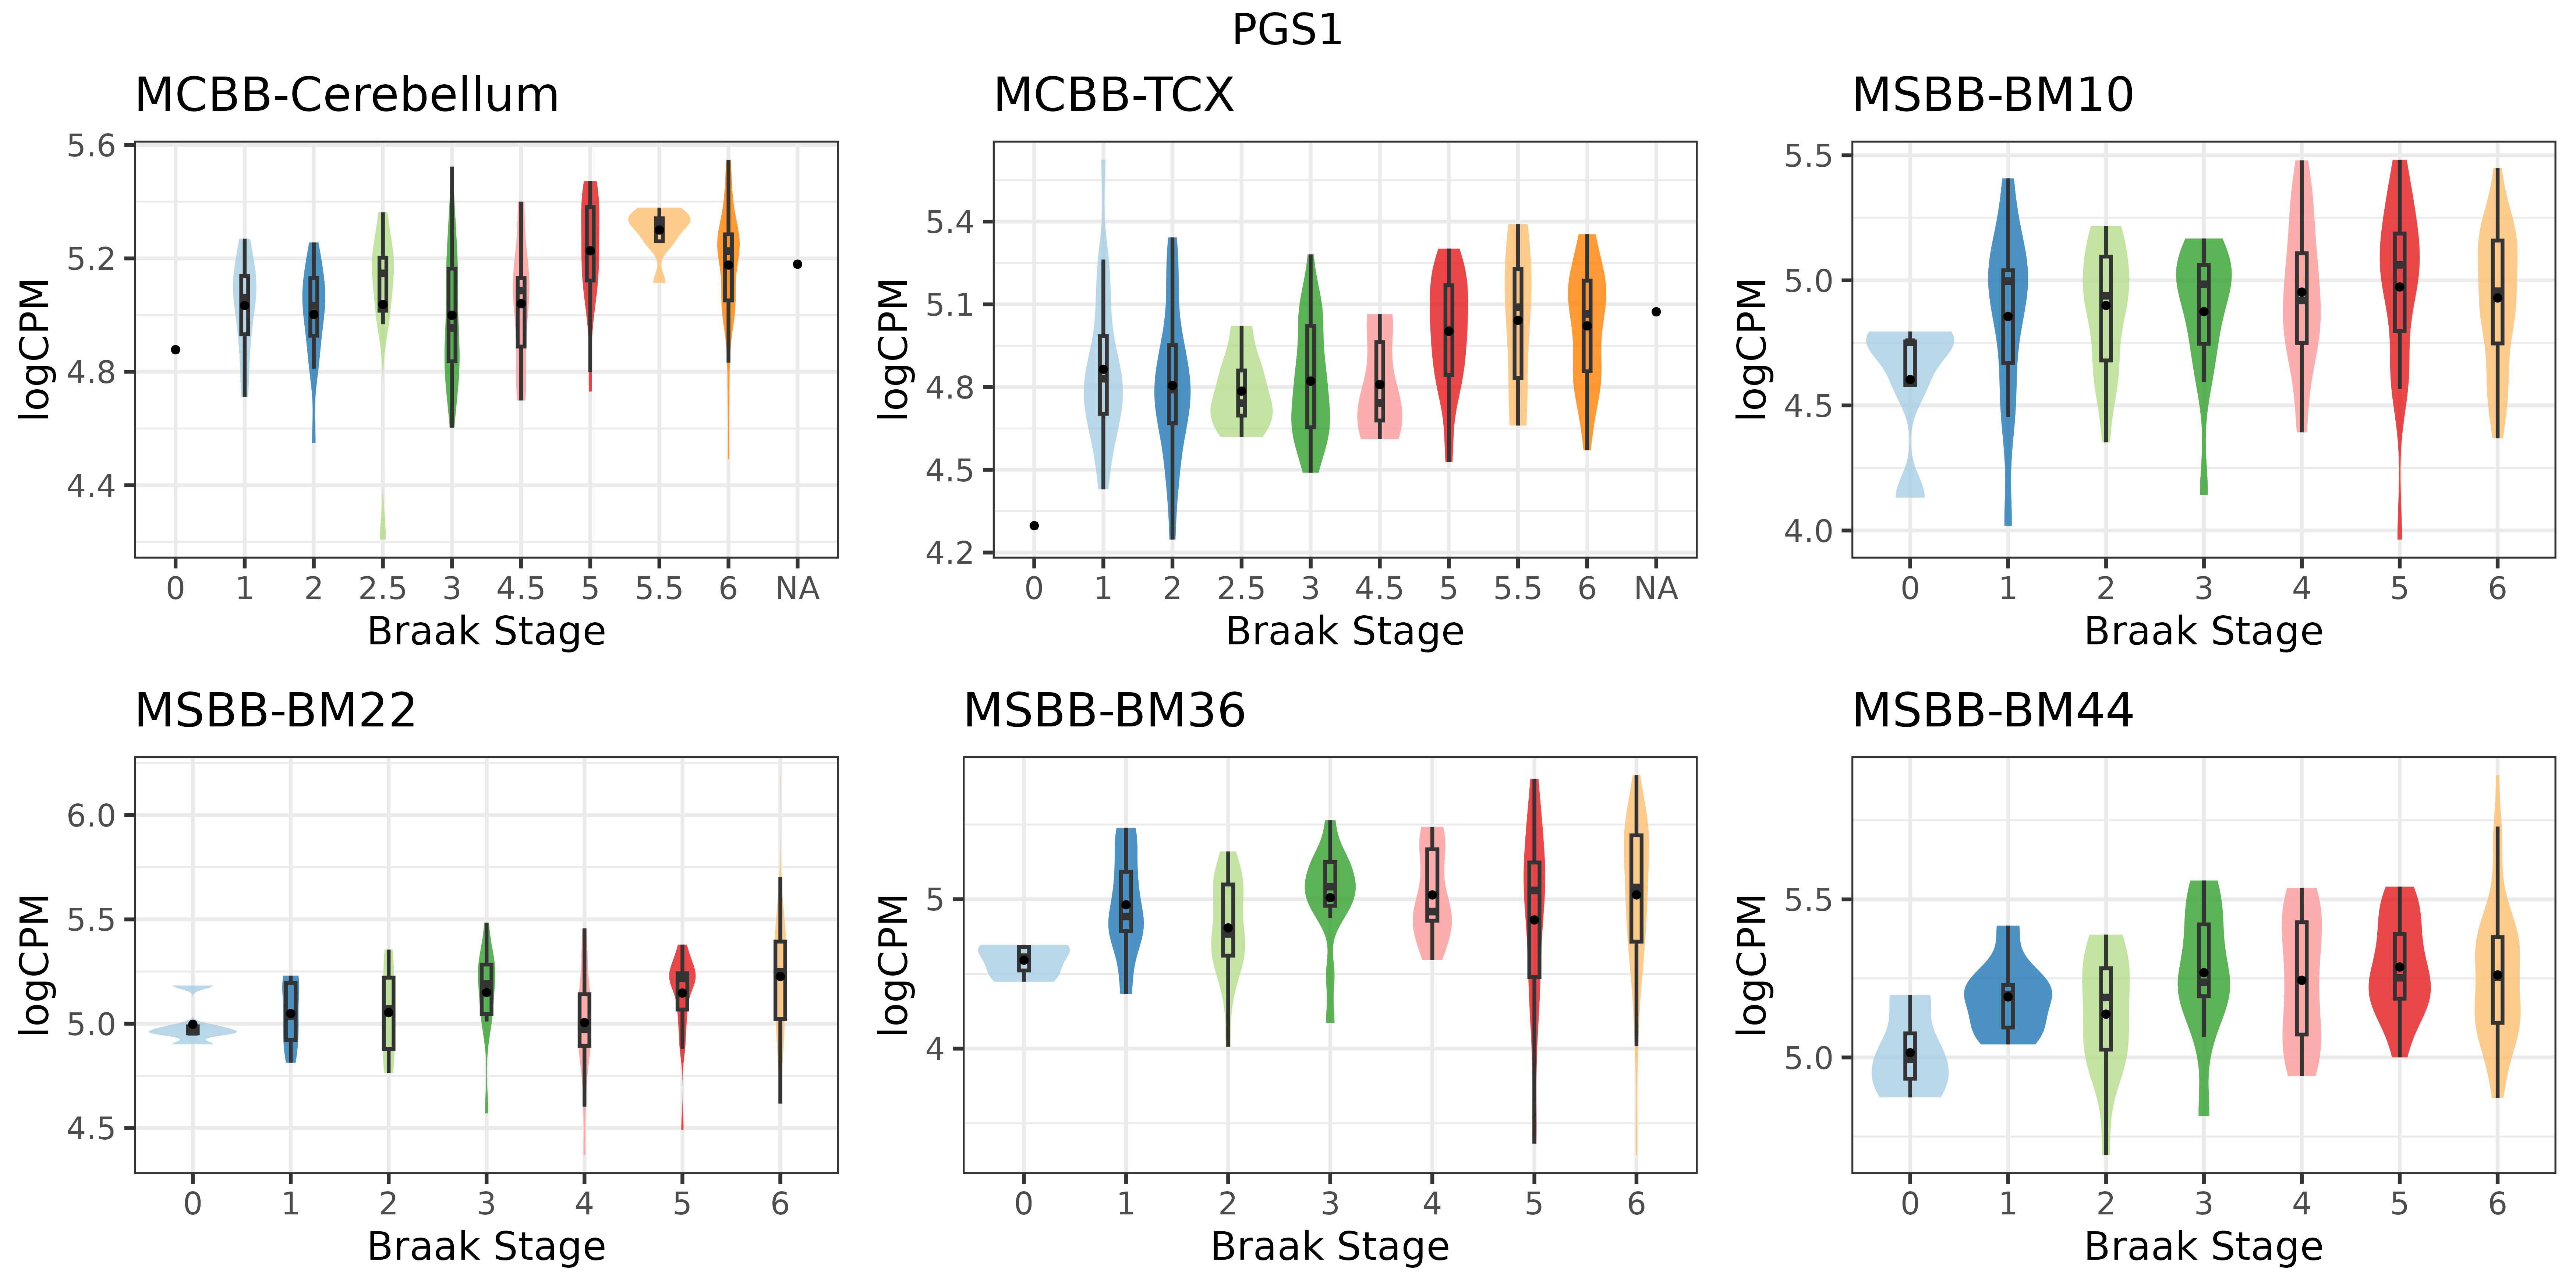 PGS1
MCBB-Cerebellum
5.6
5.2
4.8
4.4
logCPM
0 1 2 2.5 3 4.5 5 5.5 6 NA
Braak Stage
MCBB-TCX
5.4
5.1
4.8
4.5
4.2
logCPM
0 1 2 2.5 3 4.5 5 5.5 6 NA
Braak Stage
MSBB-BM10
5.5
5.0
4.5
4.0
logCPM
0 1 2 3 4 5 6
Braak Stage
MSBB-BM22
6.0
5.5
5.0
4.5
logCPM
0 1 2 3 4 5 6
Braak Stage
MSBB-BM36
5
4
logCPM
0 1 2 3 4 5 6
Braak Stage
MSBB-BM44
5.5
5.0
logCPM
0 1 2 3 4 5 6
Braak Stage